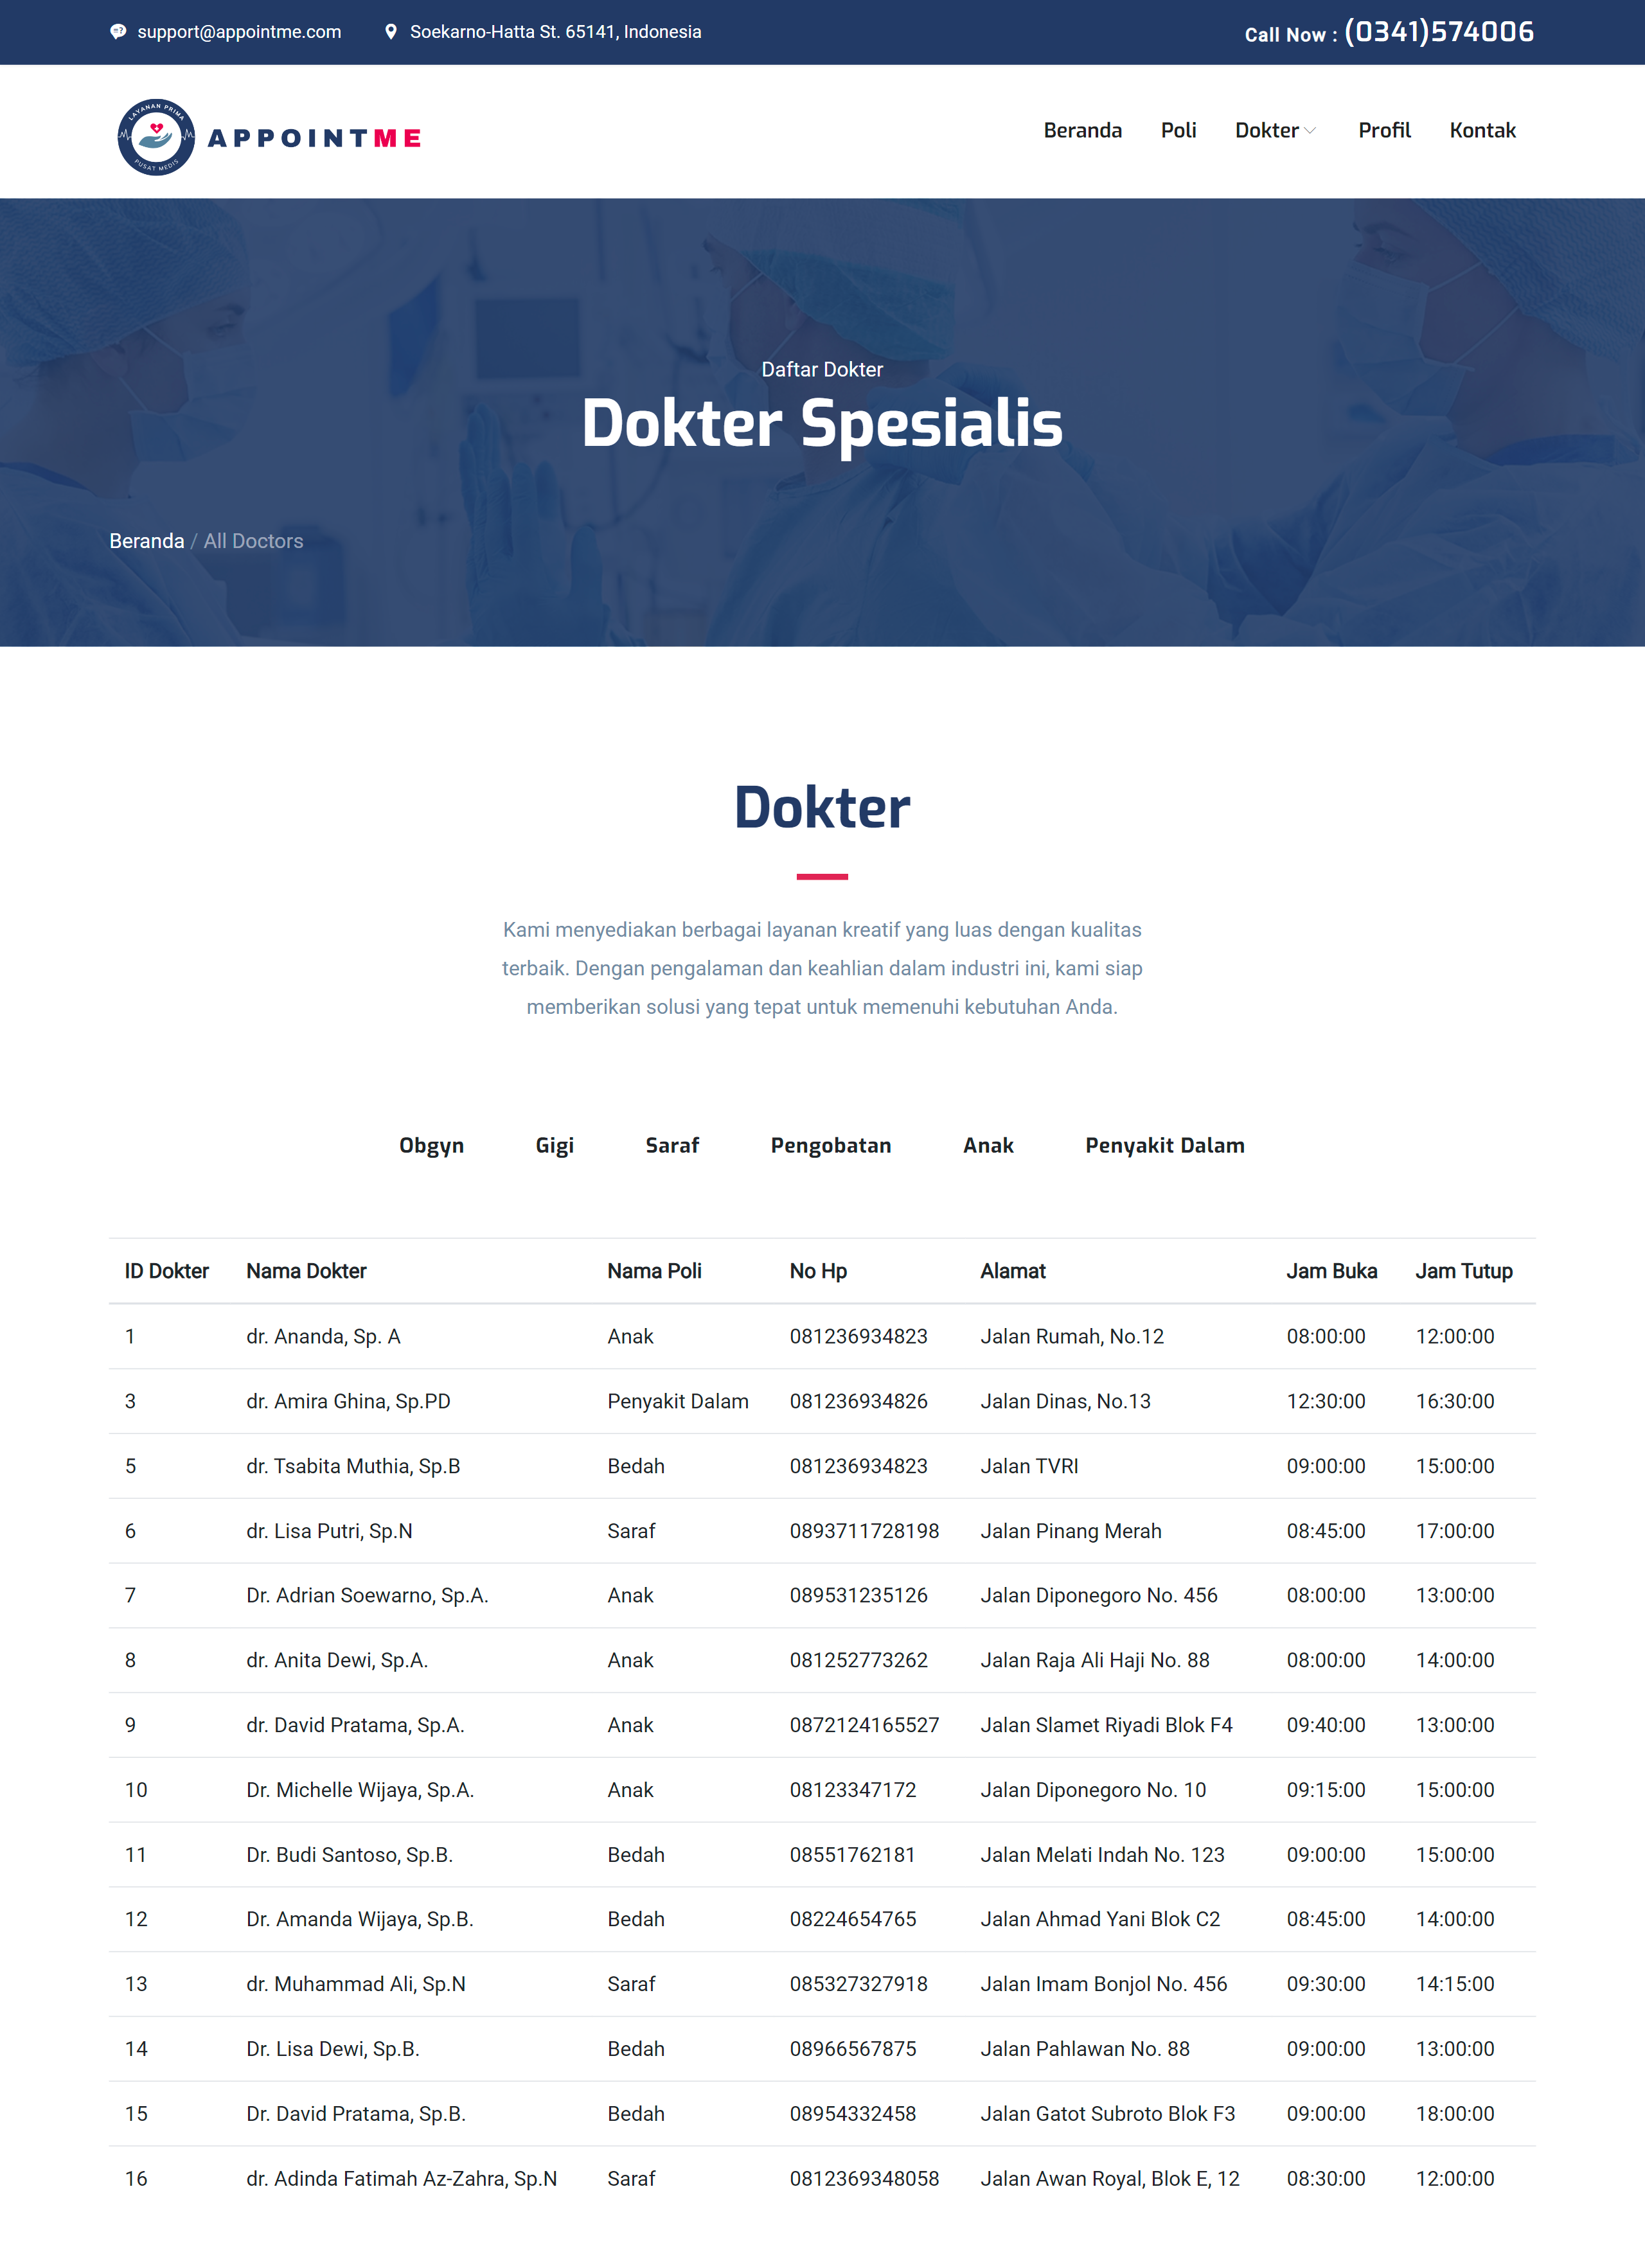 support@appointme.com Soekarno-Hatta St. 65141, Indonesia Call Now : (0341)574006
LAYANAN PRIMA
PUSAT MEDIS
APPOINTME
Beranda Poli Dokter Profil Kontak
Daftar Dokter
Dokter Spesialis
Beranda / All Doctors
Dokter
Kami menyediakan berbagai layanan kreatif yang luas dengan kualitas
terbaik. Dengan pengalaman dan keahlian dalam industri ini, kami siap
memberikan solusi yang tepat untuk memenuhi kebutuhan Anda.
Obgyn Gigi Saraf Pengobatan Anak Penyakit Dalam
ID Dokter Nama Dokter Nama Poli No Hp Alamat Jam Buka Jam Tutup
1 dr. Ananda, Sp. A Anak 081236934823 Jalan Rumah, No.12 08:00:00 12:00:00
3 dr. Amira Ghina, Sp.PD Penyakit Dalam 081236934826 Jalan Dinas, No.13 12:30:00 16:30:00
5 dr. Tsabita Muthia, Sp.B Bedah 081236934823 Jalan TVRI 09:00:00 15:00:00
6 dr. Lisa Putri, Sp.N Saraf 0893711728198 Jalan Pinang Merah 08:45:00 17:00:00
7 Dr. Adrian Soewarno, Sp.A. Anak 089531235126 Jalan Diponegoro No. 456 08:00:00 13:00:00
8 dr. Anita Dewi, Sp.A. Anak 081252773262 Jalan Raja Ali Haji No. 88 08:00:00 14:00:00
9 dr. David Pratama, Sp.A. Anak 0872124165527 Jalan Slamet Riyadi Blok F4 09:40:00 13:00:00
10 Dr. Michelle Wijaya, Sp.A. Anak 08123347172 Jalan Diponegoro No. 10 09:15:00 15:00:00
11 Dr. Budi Santoso, Sp.B. Bedah 08551762181 Jalan Melati Indah No. 123 09:00:00 15:00:00
12 Dr. Amanda Wijaya, Sp.B. Bedah 08224654765 Jalan Ahmad Yani Blok C2 08:45:00 14:00:00
13 dr. Muhammad Ali, Sp.N Saraf 085327327918 Jalan Imam Bonjol No. 456 09:30:00 14:15:00
14 Dr. Lisa Dewi, Sp.B. Bedah 08966567875 Jalan Pahlawan No. 88 09:00:00 13:00:00
15 Dr. David Pratama, Sp.B. Bedah 08954332458 Jalan Gatot Subroto Blok F3 09:00:00 18:00:00
16 dr. Adinda Fatimah Az-Zahra, Sp.N Saraf 0812369348058 Jalan Awan Royal, Blok E, 12 08:30:00 12:00:00